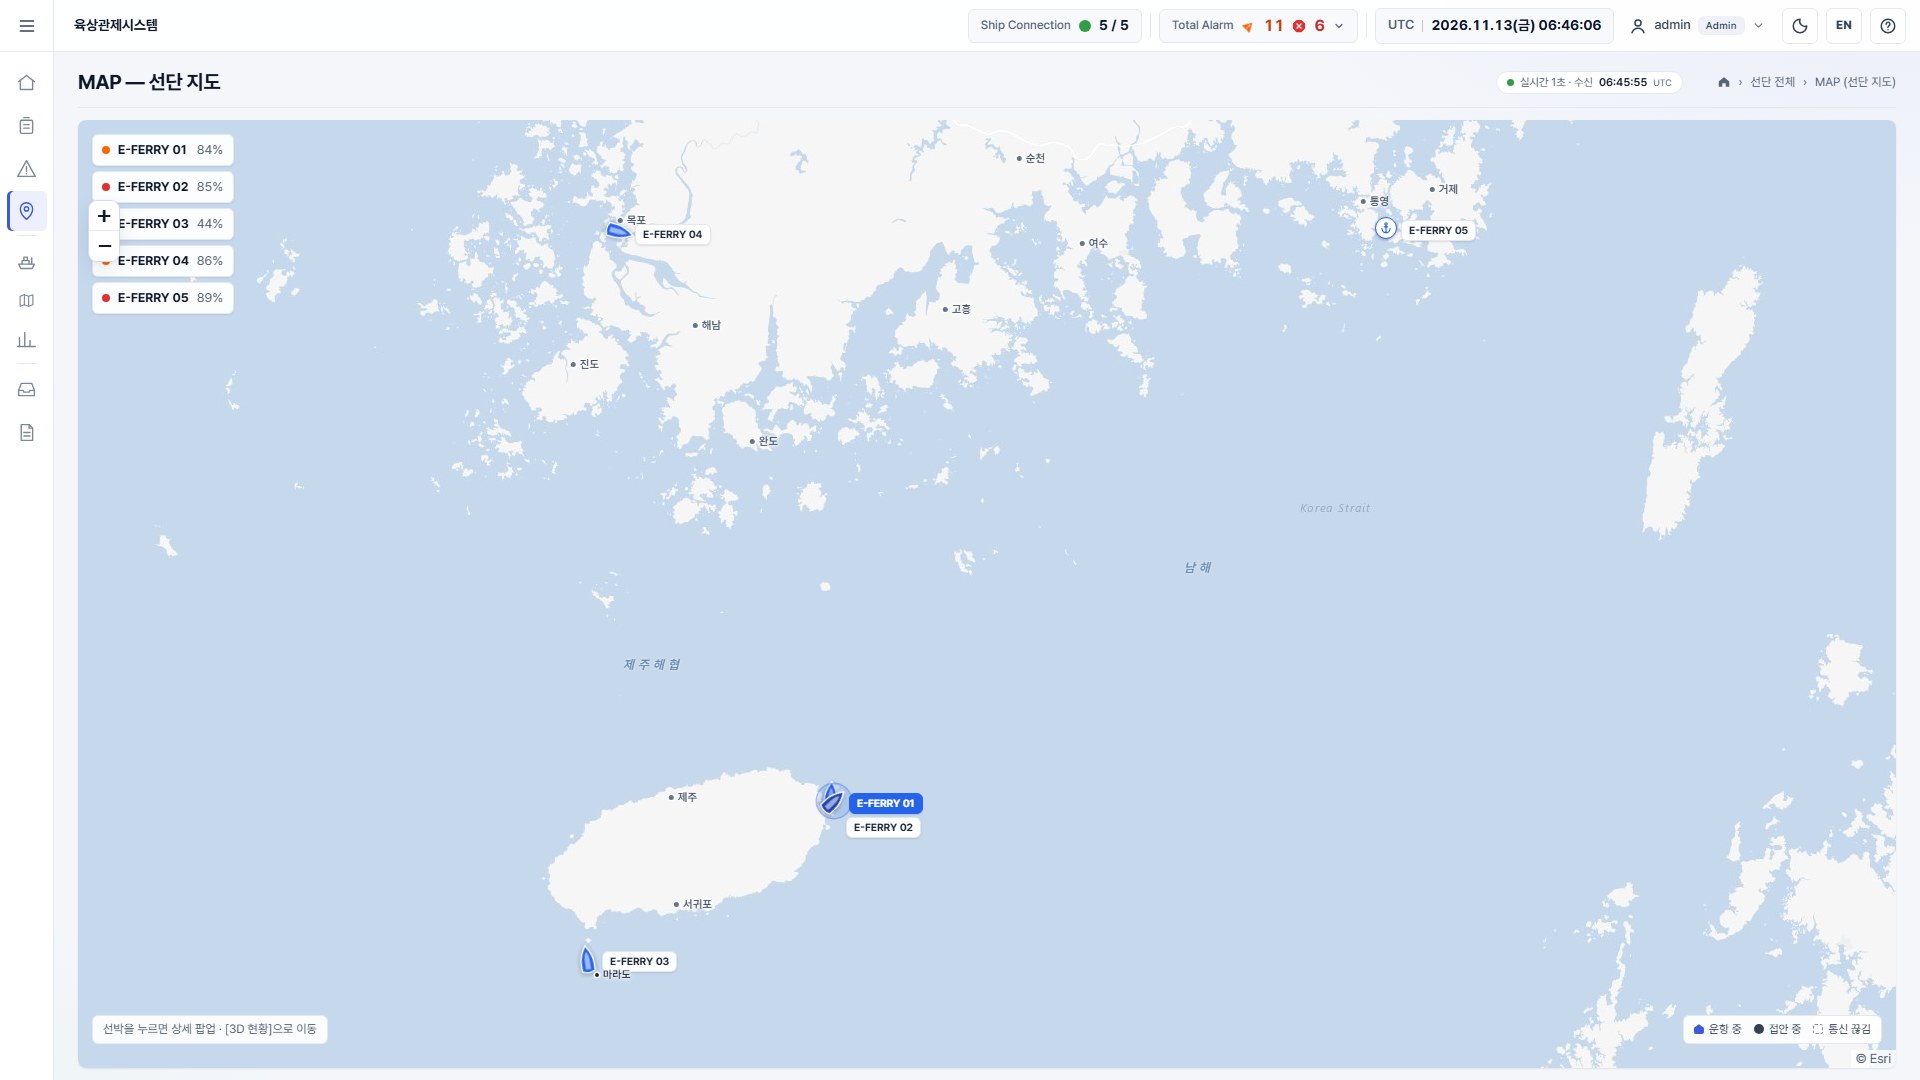 육상관제시스템
Ship Connection 5 / 5
Total Alarm 11 6
UTC 2026.11.13(금) 06:46:06
admin Admin
EN
MAP — 선단 지도
실시간 1초 · 수신 06:45:55 UTC
선단 전체 › MAP (선단 지도)
E-FERRY 01 84%
E-FERRY 02 85%
E-FERRY 03 44%
E-FERRY 04 86%
E-FERRY 05 89%
+
−
순천
거제
통영
목포
E-FERRY 04
E-FERRY 05
여수
고흥
해남
진도
완도
Korea Strait
남해
제주해협
제주
E-FERRY 01
E-FERRY 02
서귀포
E-FERRY 03
마라도
선박을 누르면 상세 팝업 · [3D 현황]으로 이동
운항 중 접안 중 통신 끊김
© Esri